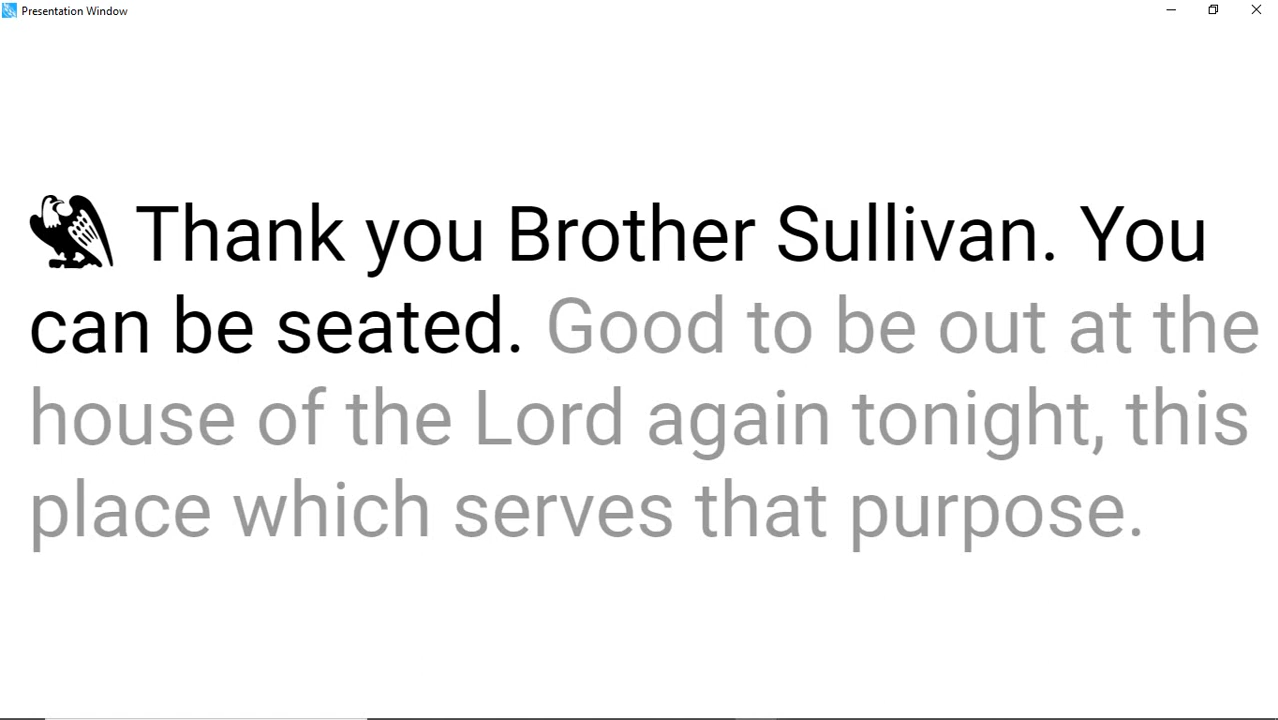 Presentation Window
Thank you Brother Sullivan. You
can be seated. Good to be out at the
house of the Lord again tonight, this
place which serves that purpose.